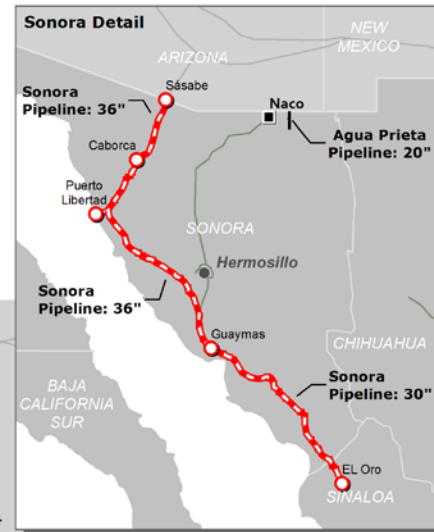 Sonora Detail
NEW
MEXICO
ARIZONA
Sonora
Pipeline: 36"
Sásabe
Naco
Agua Prieta
Pipeline: 20"
Caborca
Puerto
Libertad
SONORA
Hermosillo
Sonora
Pipeline: 36"
Guaymas
CHIHUAHUA
BAJA
CALIFORNIA
SUR
Sonora
Pipeline: 30"
EL Oro
SINALOA